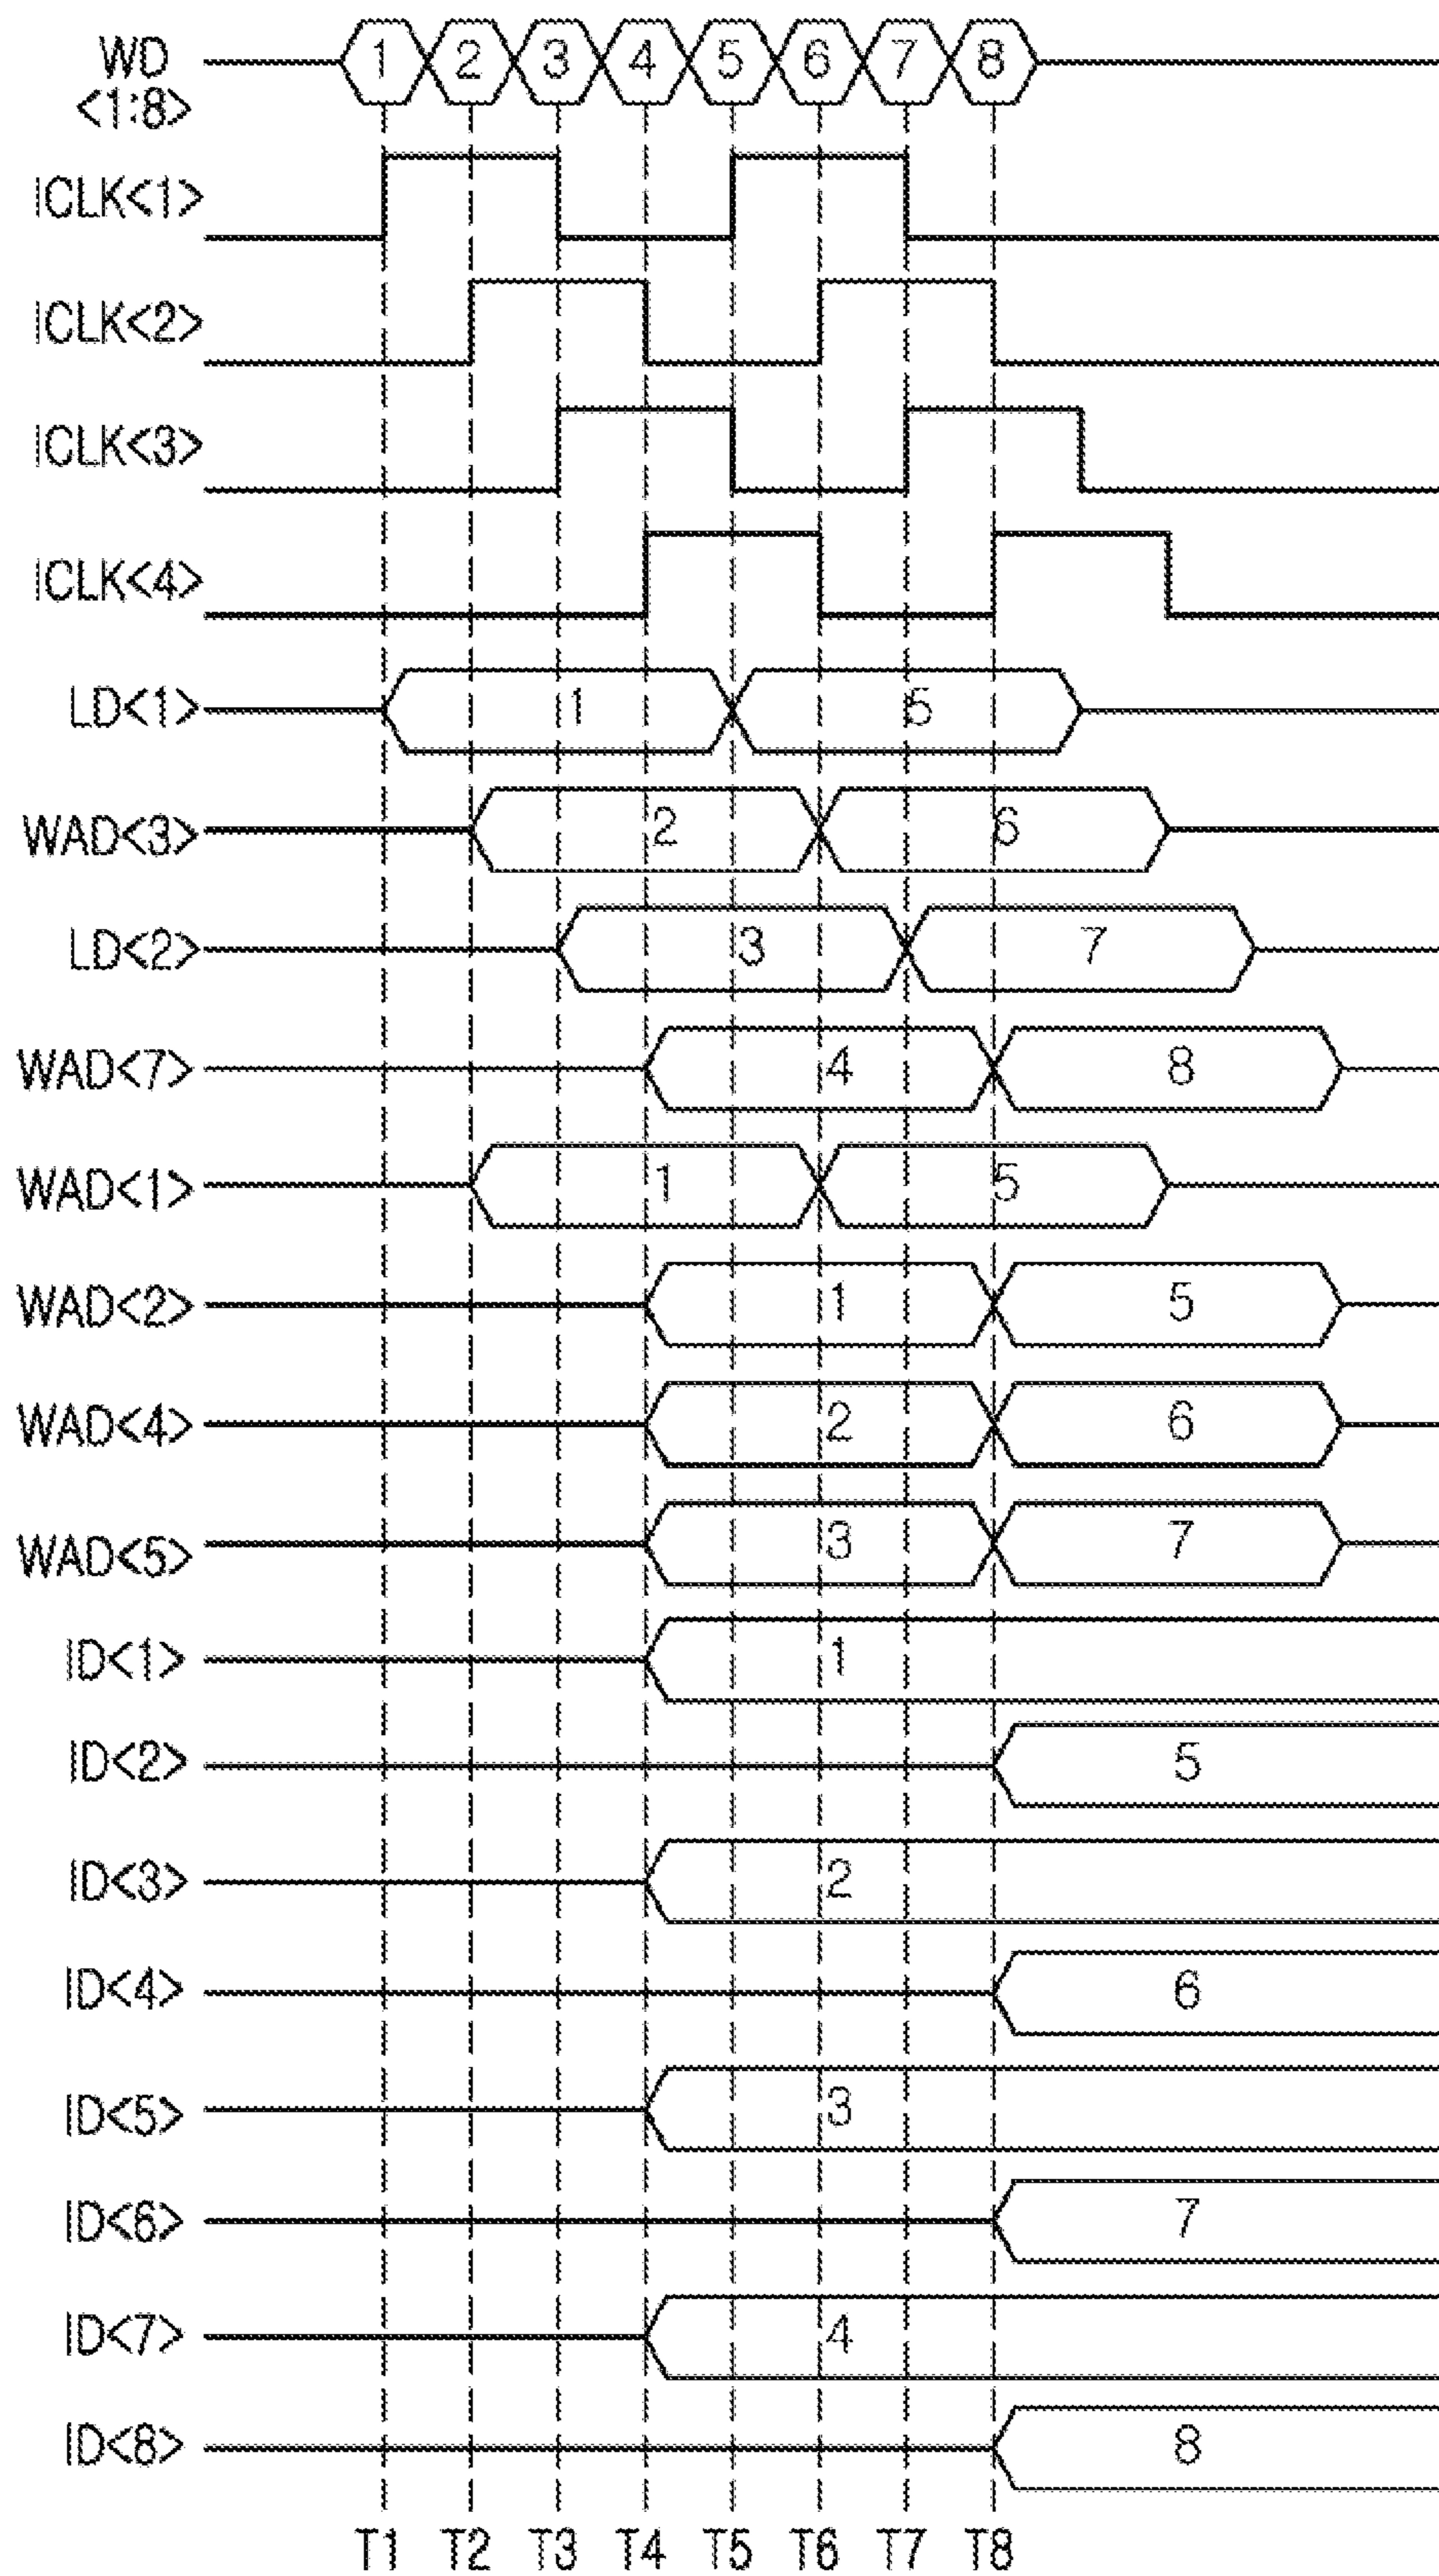 WD 1 2 3 4 5 6 7 8
<1:8>
ICLK<1>
ICLK<2>
ICLK<3>
ICLK<4>
LD<1> 1 5
WAD<3> 2 6
LD<2> 3 7
WAD<7> 4 8
WAD<1> 1 5
WAD<2> 1 5
WAD<4> 2 6
WAD<5> 3 7
ID<1> 1
ID<2> 5
ID<3> 2
ID<4> 6
ID<5> 3
ID<6> 7
ID<7> 4
ID<8> 8
T1 T2 T3 T4 T5 T6 T7 T8